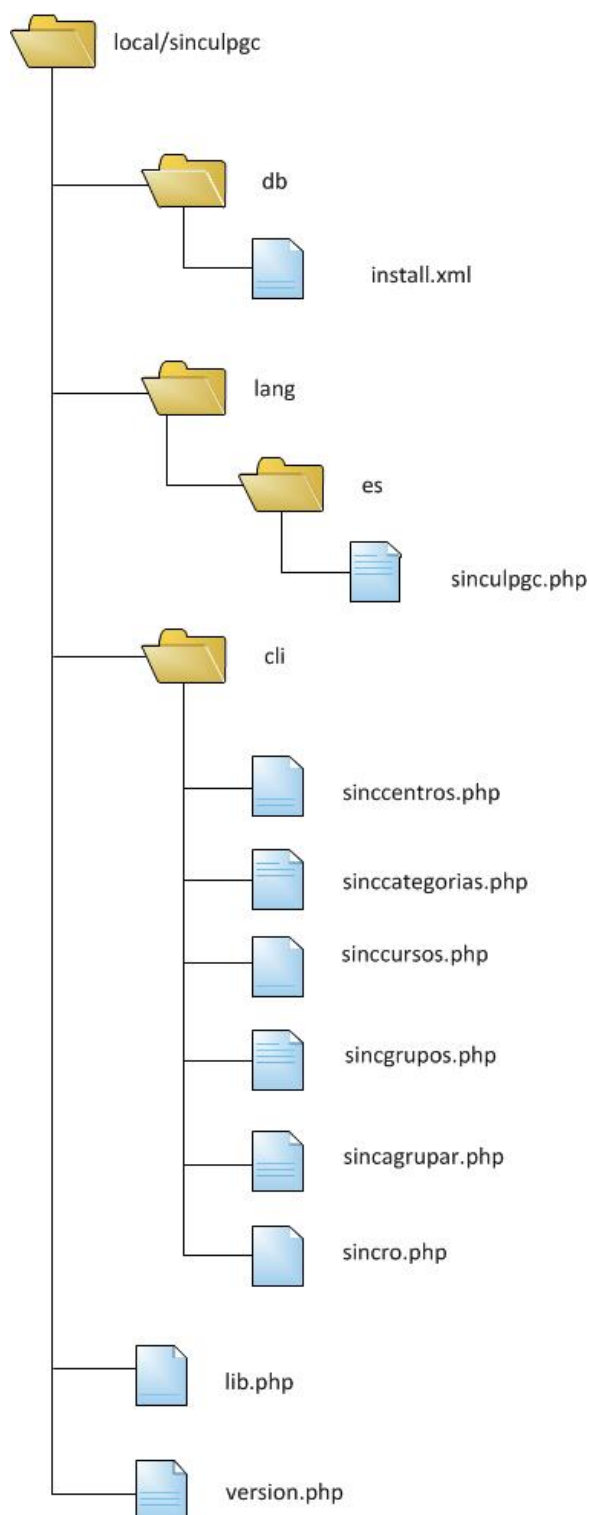 local/sinculpgc
db
install.xml
lang
es
sinculpgc.php
cli
sinccentros.php
sinccategorías.php
sinccursos.php
sincgrupos.php
sincagrupar.php
sincro.php
lib.php
version.php